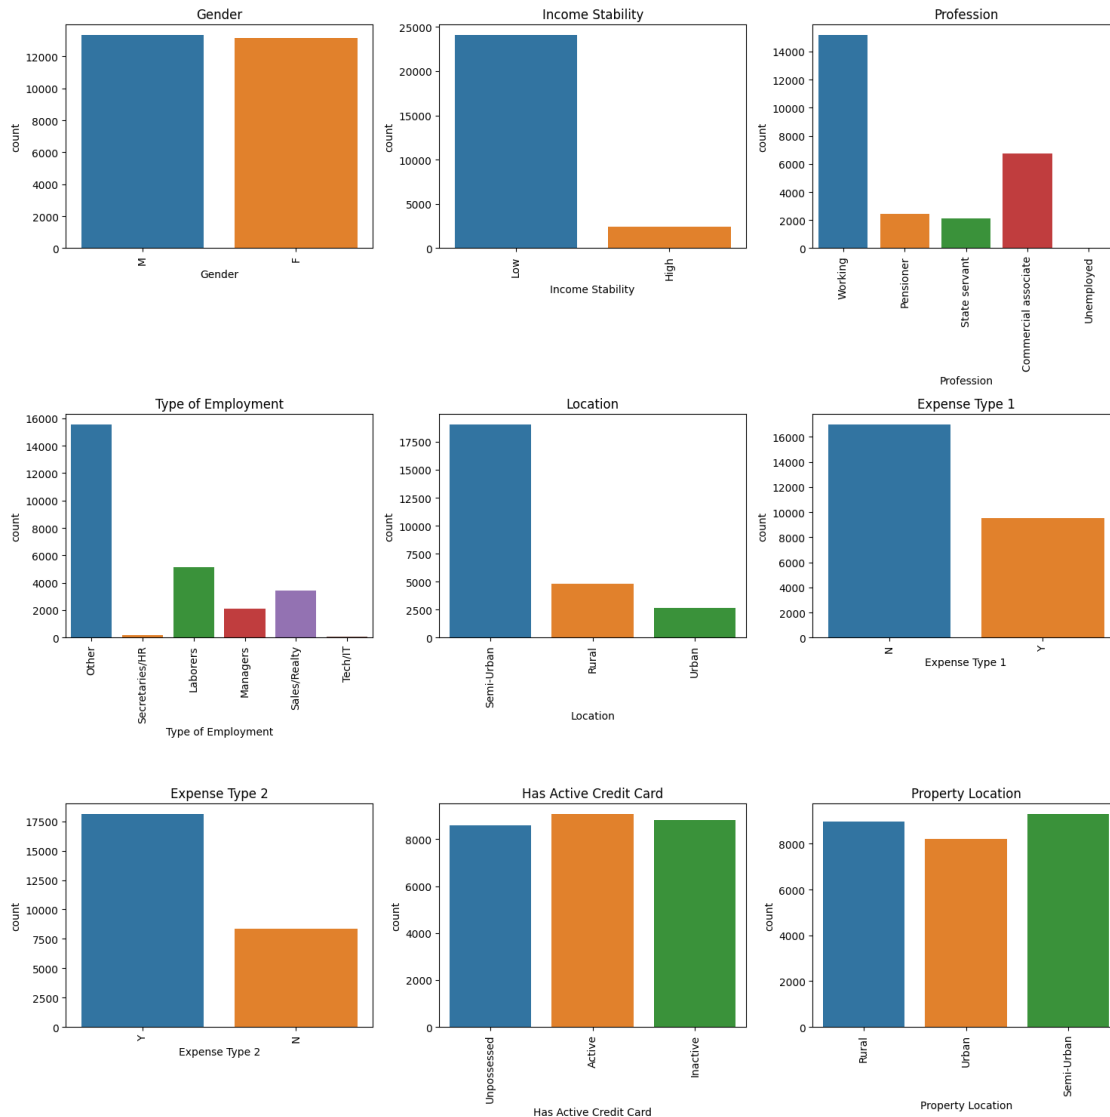 Gender
12000
10000
8000
6000
4000
2000
0
count
M
F
Gender
Income Stability
25000
20000
15000
10000
5000
0
count
Low
High
Income Stability
Profession
14000
12000
10000
8000
6000
4000
2000
0
count
Working
Pensioner
State servant
Commercial associate
Unemployed
Profession
Type of Employment
16000
14000
12000
10000
8000
6000
4000
2000
0
count
Other
Secretaries/HR
Laborers
Managers
Sales/Realty
Tech/IT
Type of Employment
Location
17500
15000
12500
10000
7500
5000
2500
0
count
Semi-Urban
Rural
Urban
Location
Expense Type 1
16000
14000
12000
10000
8000
6000
4000
2000
0
count
N
Y
Expense Type 1
Expense Type 2
17500
15000
12500
10000
7500
5000
2500
0
count
Y
N
Expense Type 2
Has Active Credit Card
8000
6000
4000
2000
0
count
Unpossessed
Active
Inactive
Has Active Credit Card
Property Location
8000
6000
4000
2000
0
count
Rural
Urban
Semi-Urban
Property Location